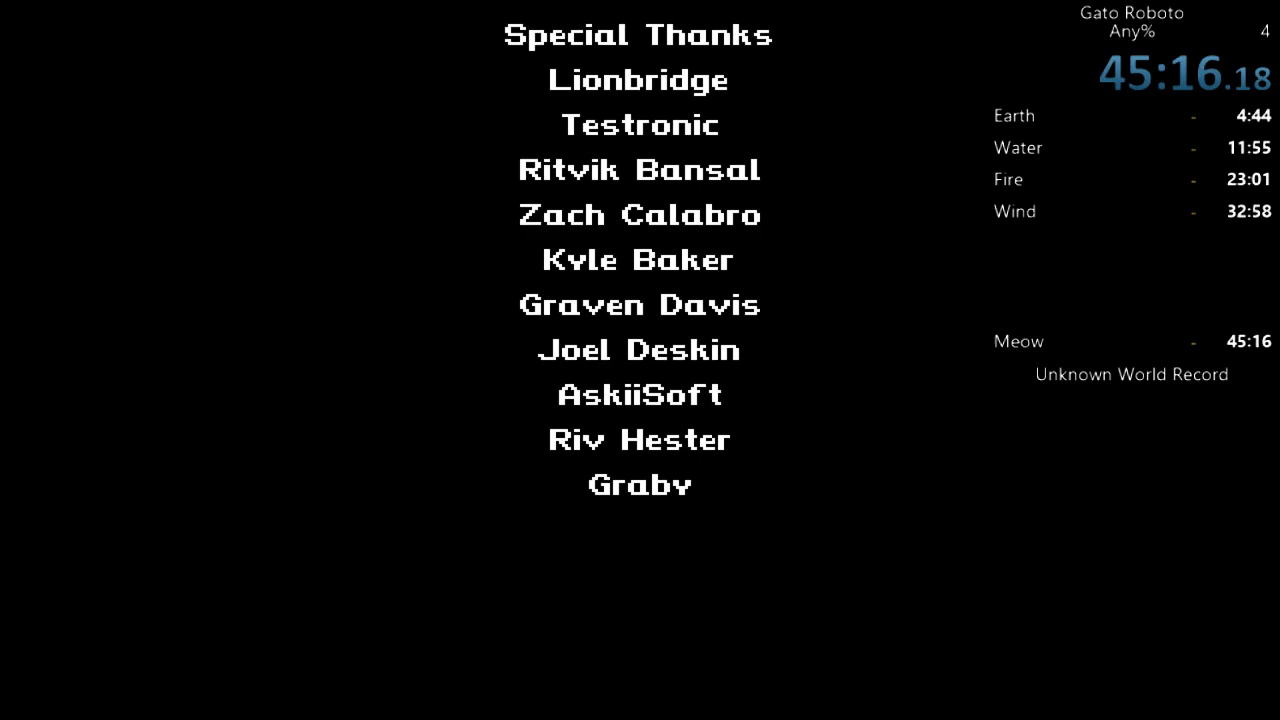 Special Thanks
Lionbridge
Testronic
Ritvik Bansal
Zach Calabro
Kyle Baker
Graven Davis
Joel Deskin
AskiiSoft
Riv Hester
Graby
Gato Roboto
Any% 4
45:16.18
Earth - 4:44
Water - 11:55
Fire - 23:01
Wind - 32:58
Meow - 45:16
Unknown World Record